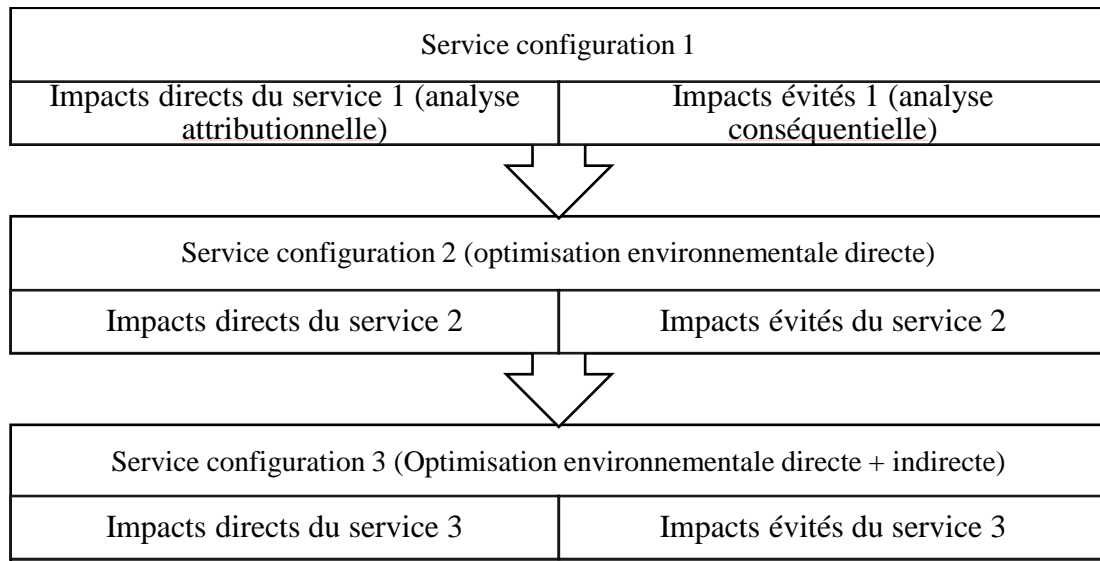 Service configuration 1
Impacts directs du service 1 (analyse
attributionnelle)
Impacts évités 1 (analyse
conséquentielle)
Service configuration 2 (optimisation environnementale directe)
Impacts directs du service 2
Impacts évités du service 2
Service configuration 3 (Optimisation environnementale directe + indirecte)
Impacts directs du service 3
Impacts évités du service 3